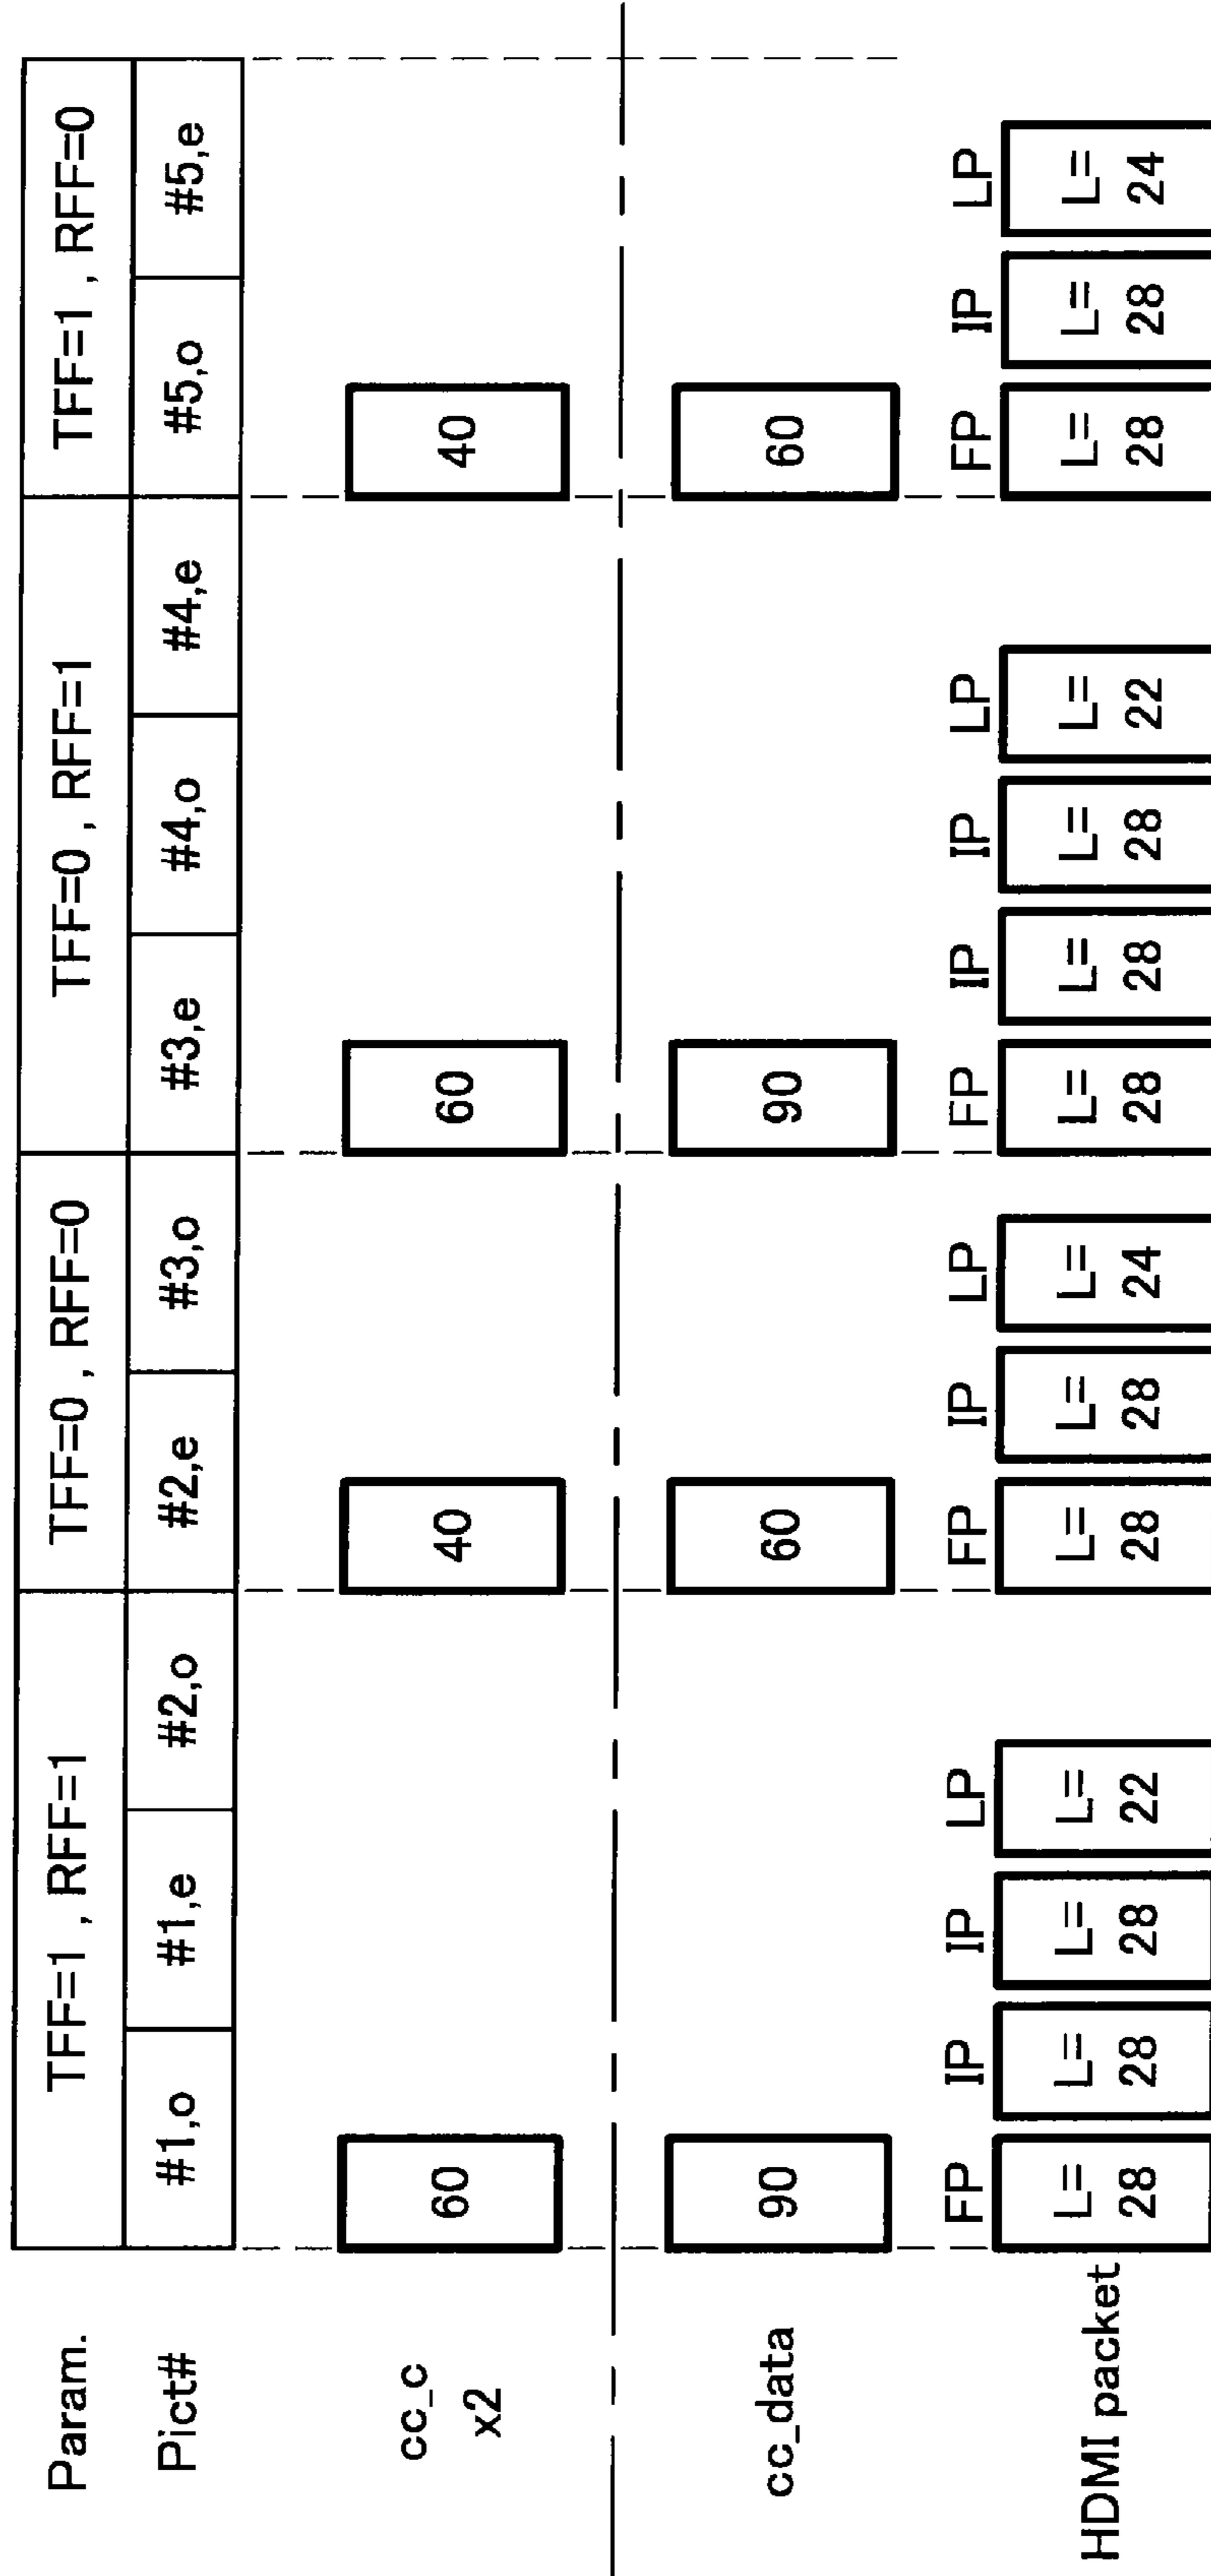 Param.
TFF=1 , RFF=1
TFF=0 , RFF=0
TFF=0 , RFF=1
TFF=1 , RFF=0
Pict#
#1,o
#1,e
#2,o
#2,e
#3,o
#3,e
#4,o
#4,e
#5,o
#5,e
cc_c
x2
60
40
60
40
cc_data
90
60
90
60
HDMI packet
FP
IP
IP
LP
FP
IP
LP
FP
IP
IP
LP
FP
IP
LP
L=
28
L=
28
L=
28
L=
22
L=
28
L=
28
L=
24
L=
28
L=
28
L=
28
L=
22
L=
28
L=
28
L=
24